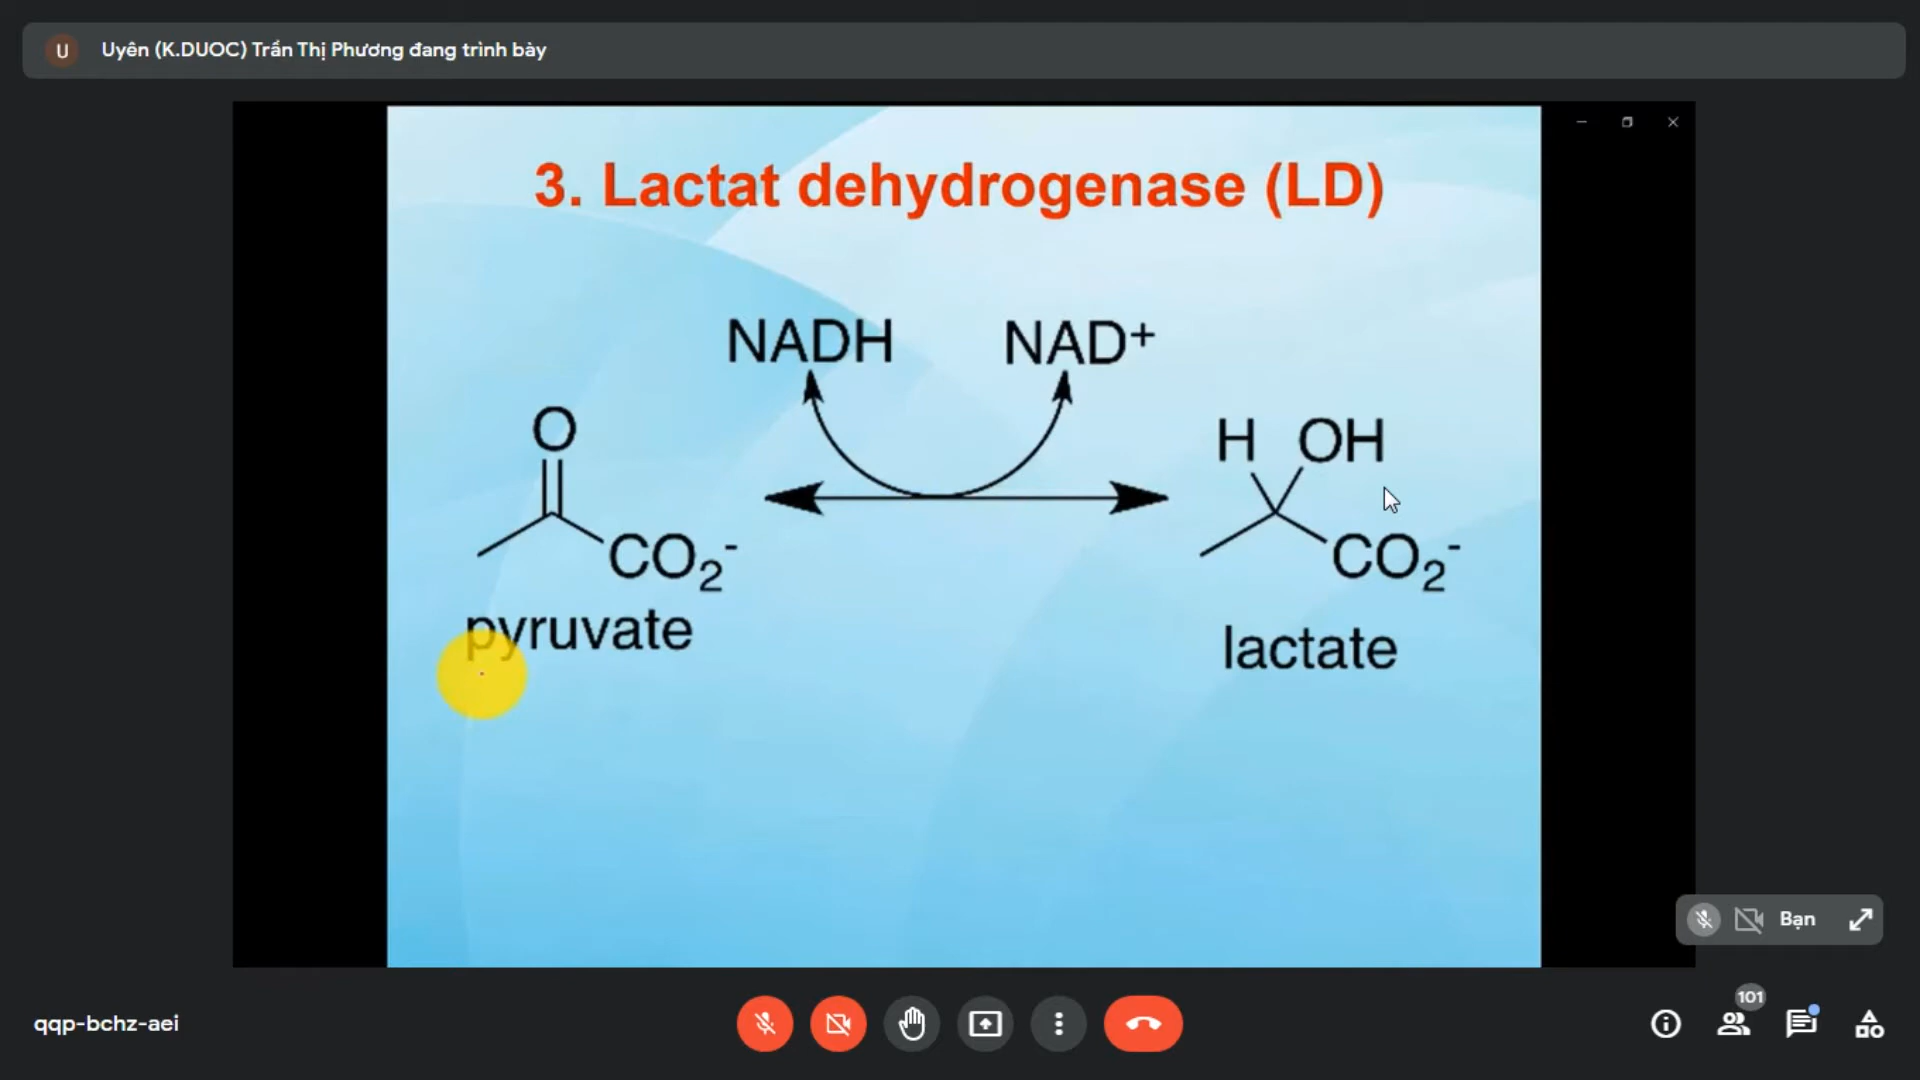 U
Uyên (K.DUOC) Trần Thị Phương đang trình bày
3. Lactat dehydrogenase (LD)
NADH NAD⁺
O
H OH
CO₂⁻ CO₂⁻
pyruvate
lactate
Bạn
101
qqp-bchz-aei